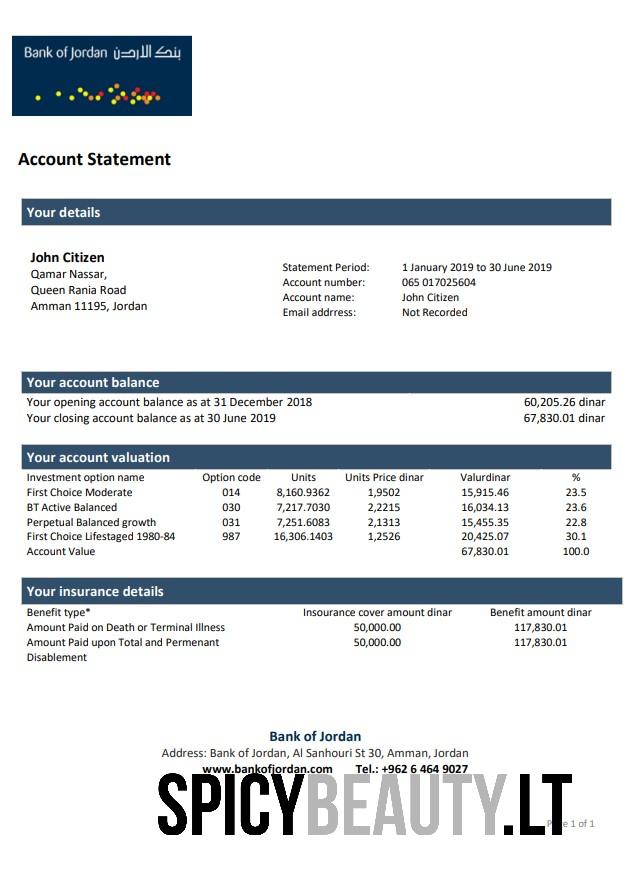 Bank of Jordan بنك الاردن
Account Statement
Your details
John Citizen
Qamar Nassar,
Queen Rania Road
Amman 11195, Jordan
Statement Period: 1 January 2019 to 30 June 2019
Account number: 065 017025604
Account name: John Citizen
Email addrress: Not Recorded
Your account balance
Your opening account balance as at 31 December 2018 60,205.26 dinar
Your closing account balance as at 30 June 2019 67,830.01 dinar
Your account valuation
Investment option name Option code Units Units Price dinar Valurdinar %
First Choice Moderate 014 8,160.9362 1,9502 15,915.46 23.5
BT Active Balanced 030 7,217.7030 2,2215 16,034.13 23.6
Perpetual Balanced growth 031 7,251.6083 2,1313 15,455.35 22.8
First Choice Lifestaged 1980-84 987 16,306.1403 1,2526 20,425.07 30.1
Account Value 67,830.01 100.0
Your insurance details
Benefit type* Insourance cover amount dinar Benefit amount dinar
Amount Paid on Death or Terminal Illness 50,000.00 117,830.01
Amount Paid upon Total and Permenant 50,000.00 117,830.01
Disablement
Bank of Jordan
Address: Bank of Jordan, Al Sanhouri St 30, Amman, Jordan
www.bankofjordan.com Tel.: +962 6 464 9027
SPICYBEAUTY.LT
Page 1 of 1